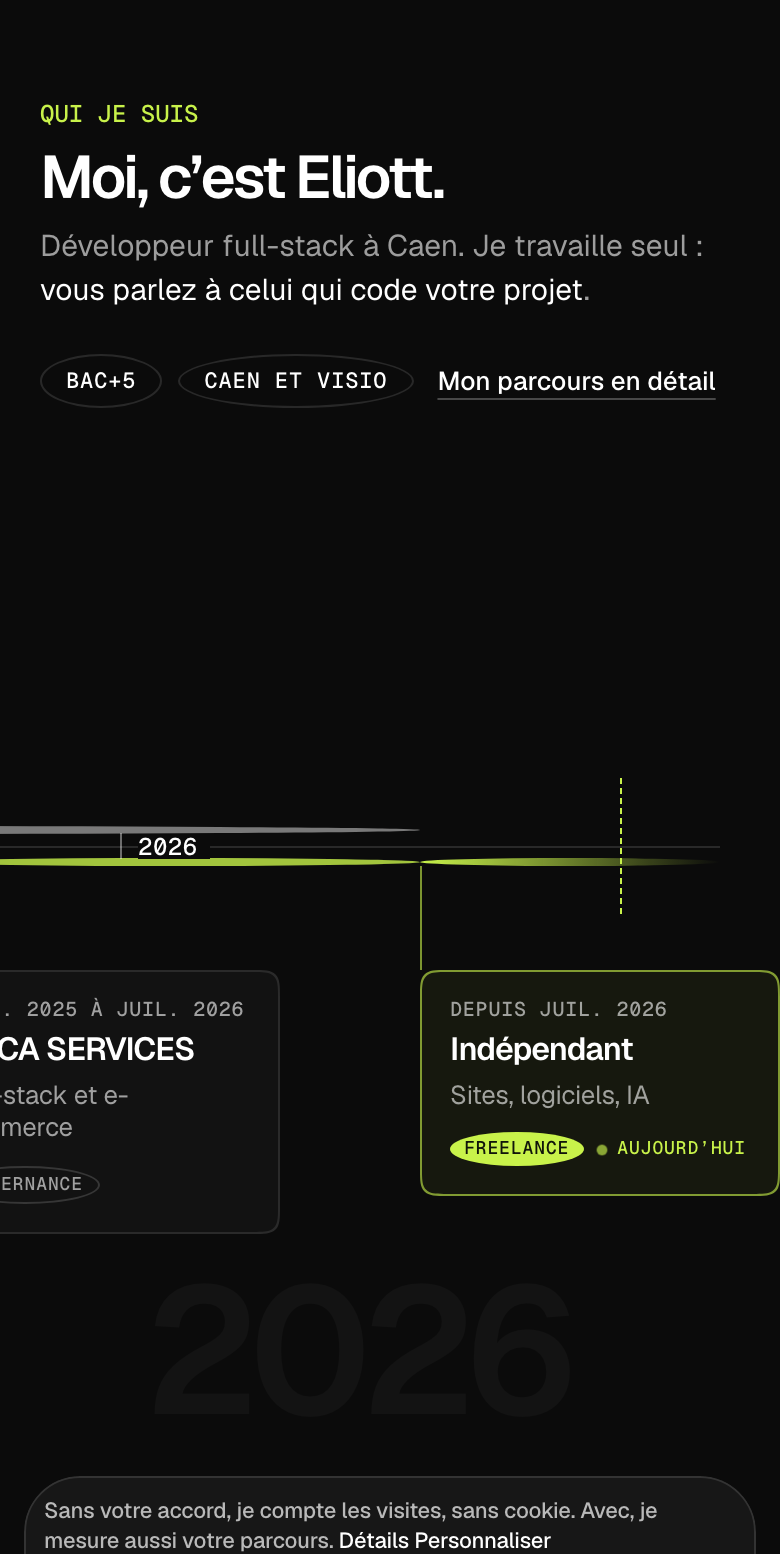 QUI JE SUIS
Moi, c’est Eliott.
Développeur full-stack à Caen. Je travaille seul :
vous parlez à celui qui code votre projet.
BAC+5
CAEN ET VISIO
Mon parcours en détail
2026
. 2025 À JUIL. 2026
CA SERVICES
-stack et e-
merce
ERNANCE
DEPUIS JUIL. 2026
Indépendant
Sites, logiciels, IA
FREELANCE
AUJOURD’HUI
2026
Sans votre accord, je compte les visites, sans cookie. Avec, je
mesure aussi votre parcours. Détails Personnaliser